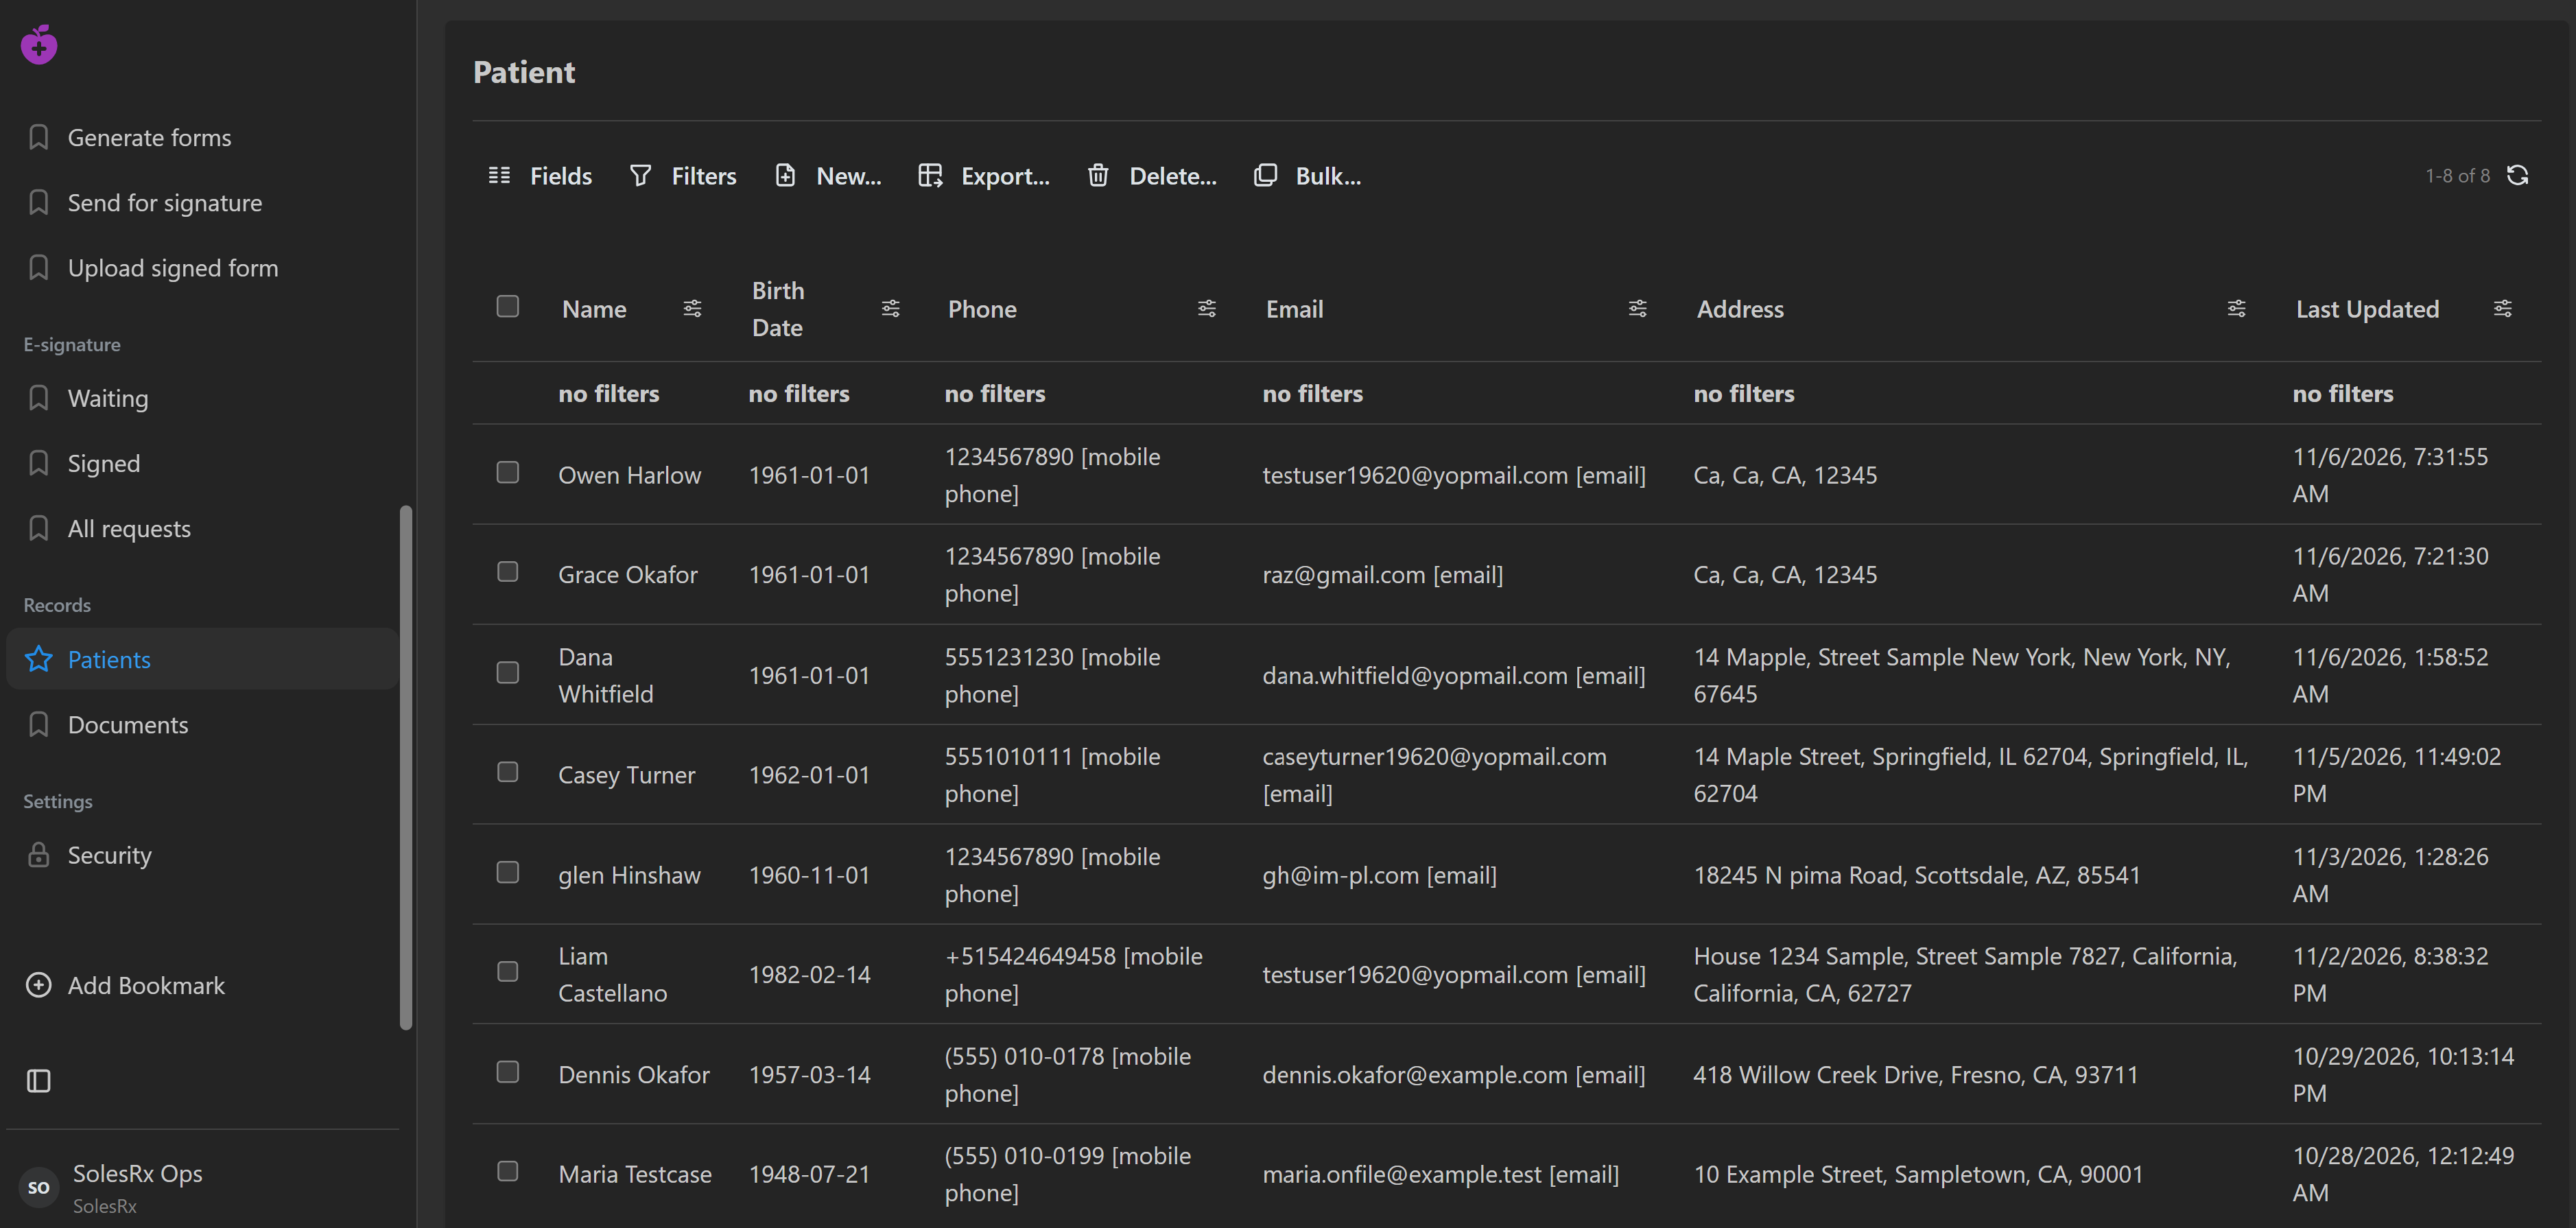 Generate forms
Send for signature
Upload signed form
E-signature
Waiting
Signed
All requests
Records
Patients
Documents
Settings
Security
Add Bookmark
SO
SolesRx Ops
SolesRx
Patient
Fields Filters New... Export... Delete... Bulk... 1-8 of 8
Name Birth Date Phone Email Address Last Updated
no filters no filters no filters no filters no filters no filters
Owen Harlow 1961-01-01 1234567890 [mobile phone] testuser19620@yopmail.com [email] Ca, Ca, CA, 12345 11/6/2026, 7:31:55 AM
Grace Okafor 1961-01-01 1234567890 [mobile phone] raz@gmail.com [email] Ca, Ca, CA, 12345 11/6/2026, 7:21:30 AM
Dana Whitfield 1961-01-01 5551231230 [mobile phone] dana.whitfield@yopmail.com [email] 14 Mapple, Street Sample New York, New York, NY, 67645 11/6/2026, 1:58:52 AM
Casey Turner 1962-01-01 5551010111 [mobile phone] caseyturner19620@yopmail.com [email] 14 Maple Street, Springfield, IL 62704, Springfield, IL, 62704 11/5/2026, 11:49:02 PM
glen Hinshaw 1960-11-01 1234567890 [mobile phone] gh@im-pl.com [email] 18245 N pima Road, Scottsdale, AZ, 85541 11/3/2026, 1:28:26 AM
Liam Castellano 1982-02-14 +515424649458 [mobile phone] testuser19620@yopmail.com [email] House 1234 Sample, Street Sample 7827, California, California, CA, 62727 11/2/2026, 8:38:32 PM
Dennis Okafor 1957-03-14 (555) 010-0178 [mobile phone] dennis.okafor@example.com [email] 418 Willow Creek Drive, Fresno, CA, 93711 10/29/2026, 10:13:14 PM
Maria Testcase 1948-07-21 (555) 010-0199 [mobile phone] maria.onfile@example.test [email] 10 Example Street, Sampletown, CA, 90001 10/28/2026, 12:12:49 AM